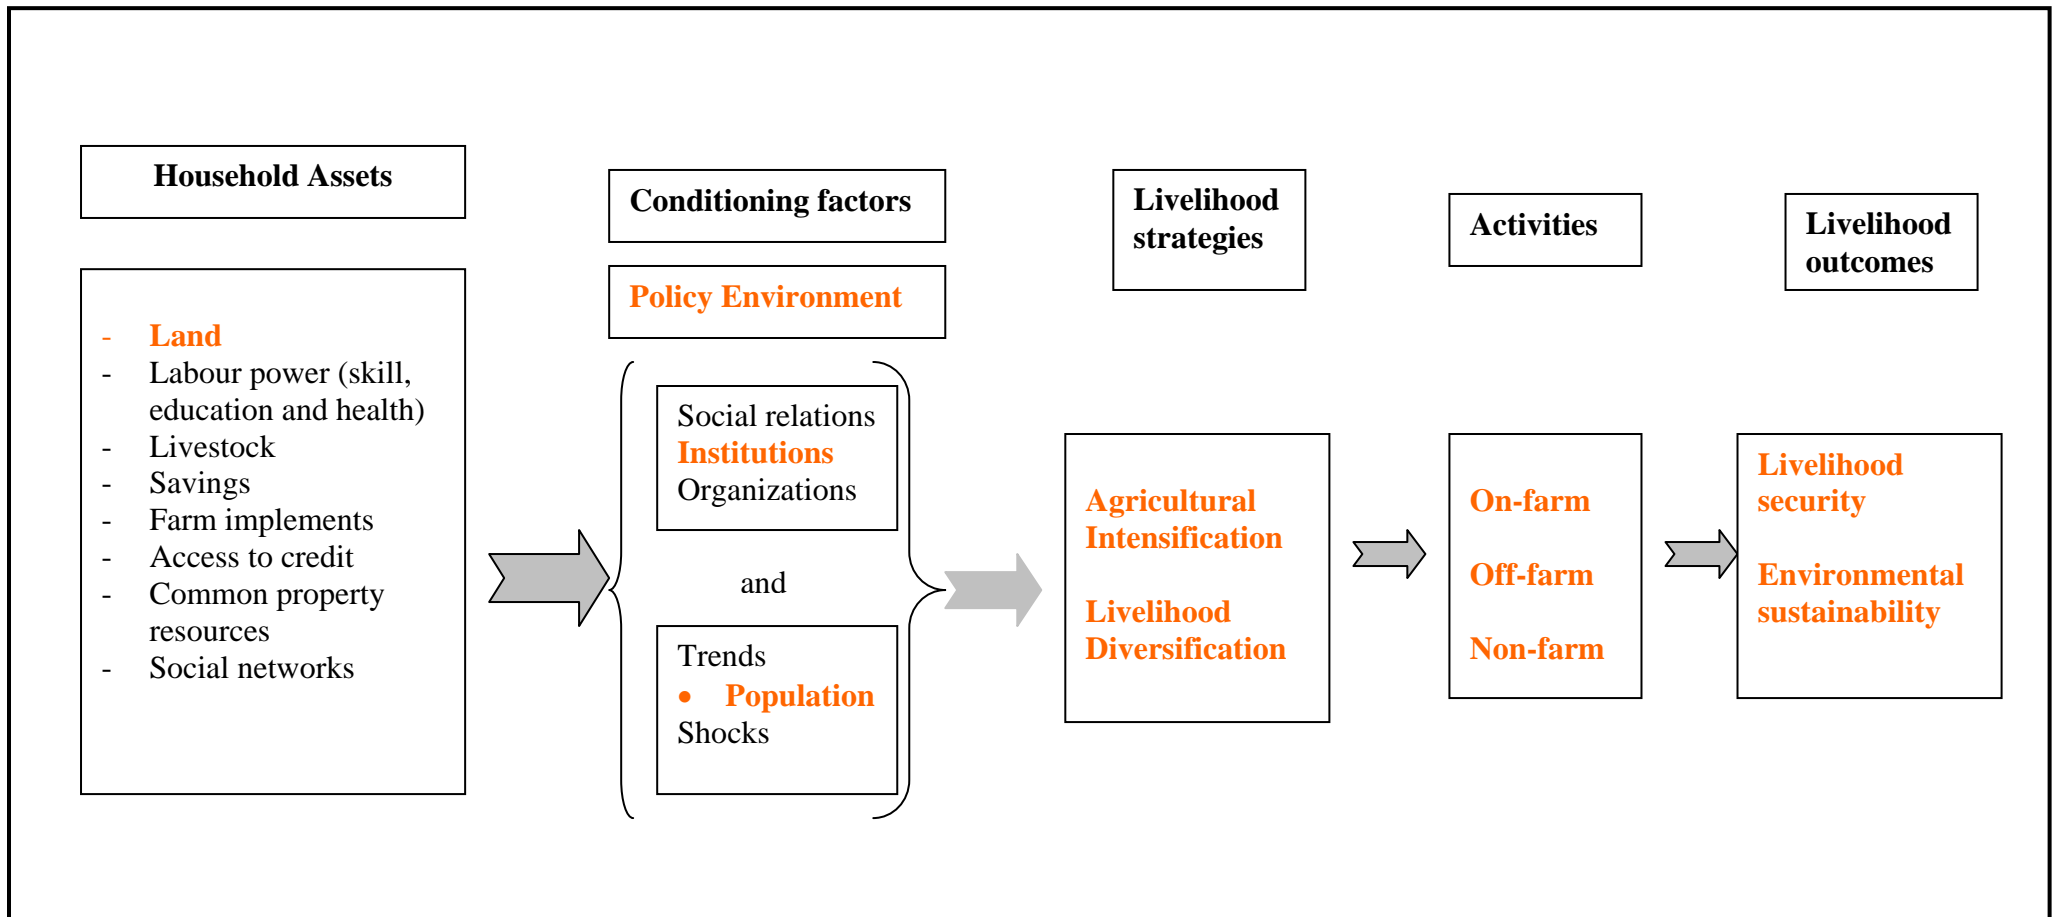 Household Assets
- Land
- Labour power (skill,
education and health)
- Livestock
- Savings
- Farm implements
- Access to credit
- Common property
resources
- Social networks
Conditioning factors
Policy Environment
Social relations
Institutions
Organizations
and
Trends
• Population
Shocks
Livelihood
strategies
Agricultural
Intensification
Livelihood
Diversification
Activities
On-farm
Off-farm
Non-farm
Livelihood
outcomes
Livelihood
security
Environmental
sustainability